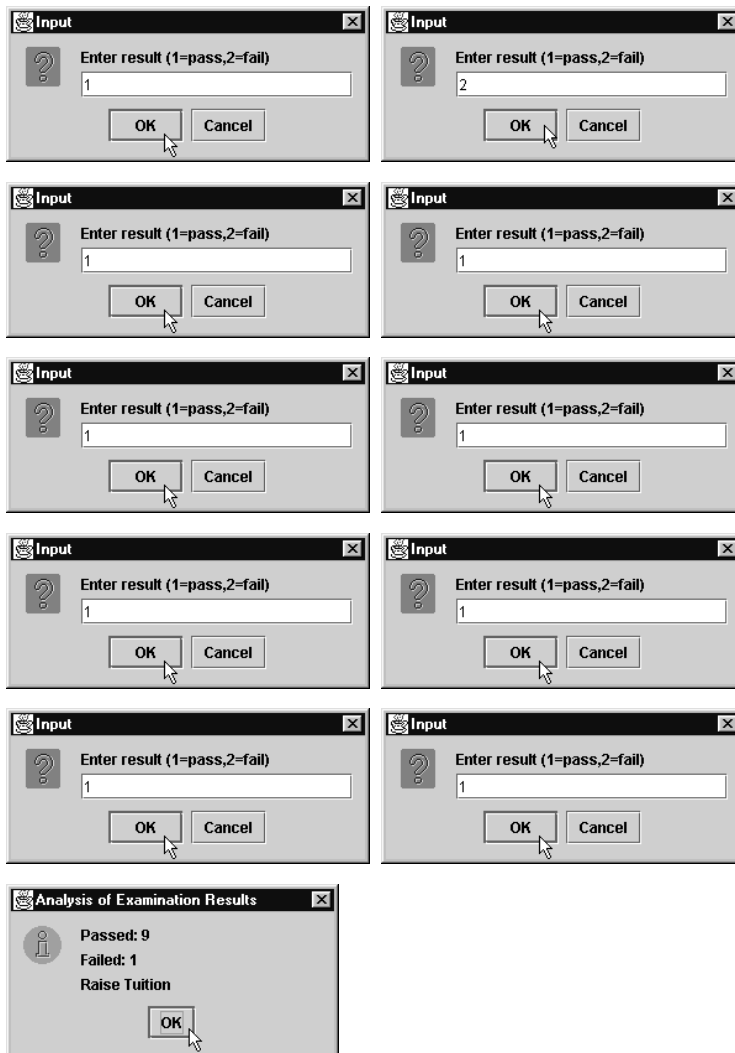 Input
Enter result (1=pass,2=fail)
1
OK Cancel
Input
Enter result (1=pass,2=fail)
2
OK Cancel
Input
Enter result (1=pass,2=fail)
1
OK Cancel
Input
Enter result (1=pass,2=fail)
1
OK Cancel
Input
Enter result (1=pass,2=fail)
1
OK Cancel
Input
Enter result (1=pass,2=fail)
1
OK Cancel
Input
Enter result (1=pass,2=fail)
1
OK Cancel
Input
Enter result (1=pass,2=fail)
1
OK Cancel
Input
Enter result (1=pass,2=fail)
1
OK Cancel
Input
Enter result (1=pass,2=fail)
1
OK Cancel
Analysis of Examination Results
Passed: 9
Failed: 1
Raise Tuition
OK